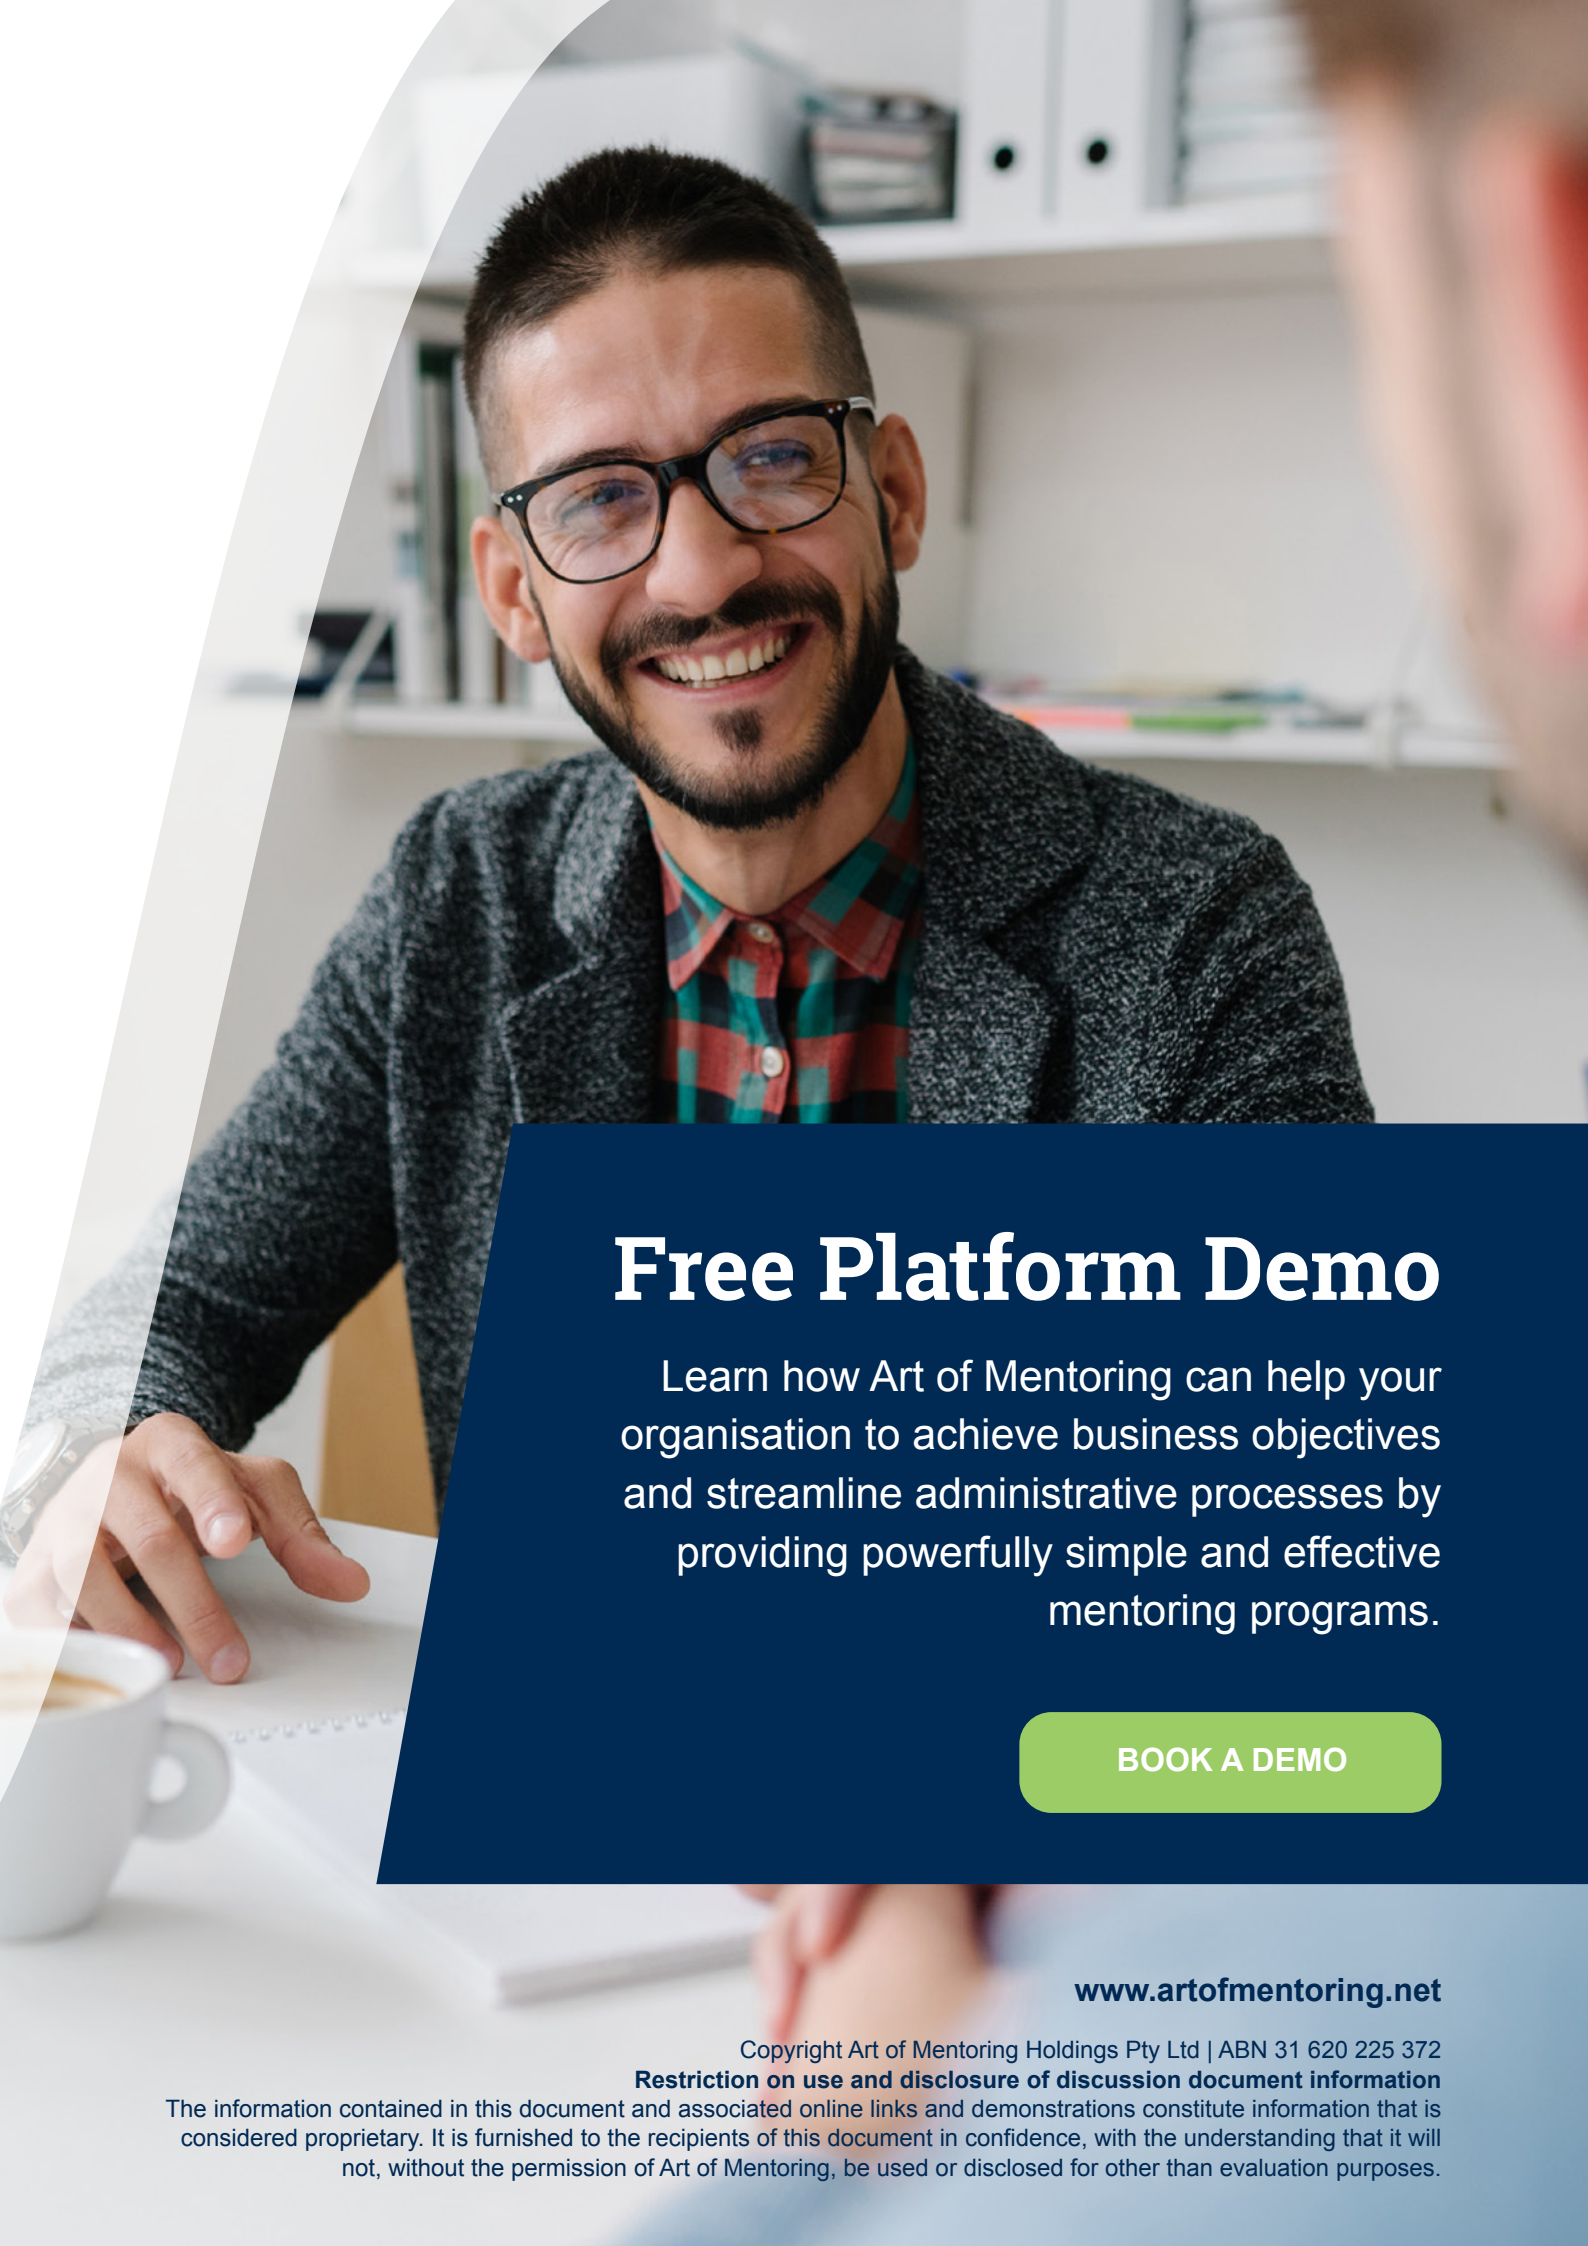 Free Platform Demo
Learn how Art of Mentoring can help your
organisation to achieve business objectives
and streamline administrative processes by
providing powerfully simple and effective
mentoring programs.
BOOK A DEMO
www.artofmentoring.net
Copyright Art of Mentoring Holdings Pty Ltd | ABN 31 620 225 372
Restriction on use and disclosure of discussion document information
The information contained in this document and associated online links and demonstrations constitute information that is
considered proprietary. It is furnished to the recipients of this document in confidence, with the understanding that it will
not, without the permission of Art of Mentoring, be used or disclosed for other than evaluation purposes.